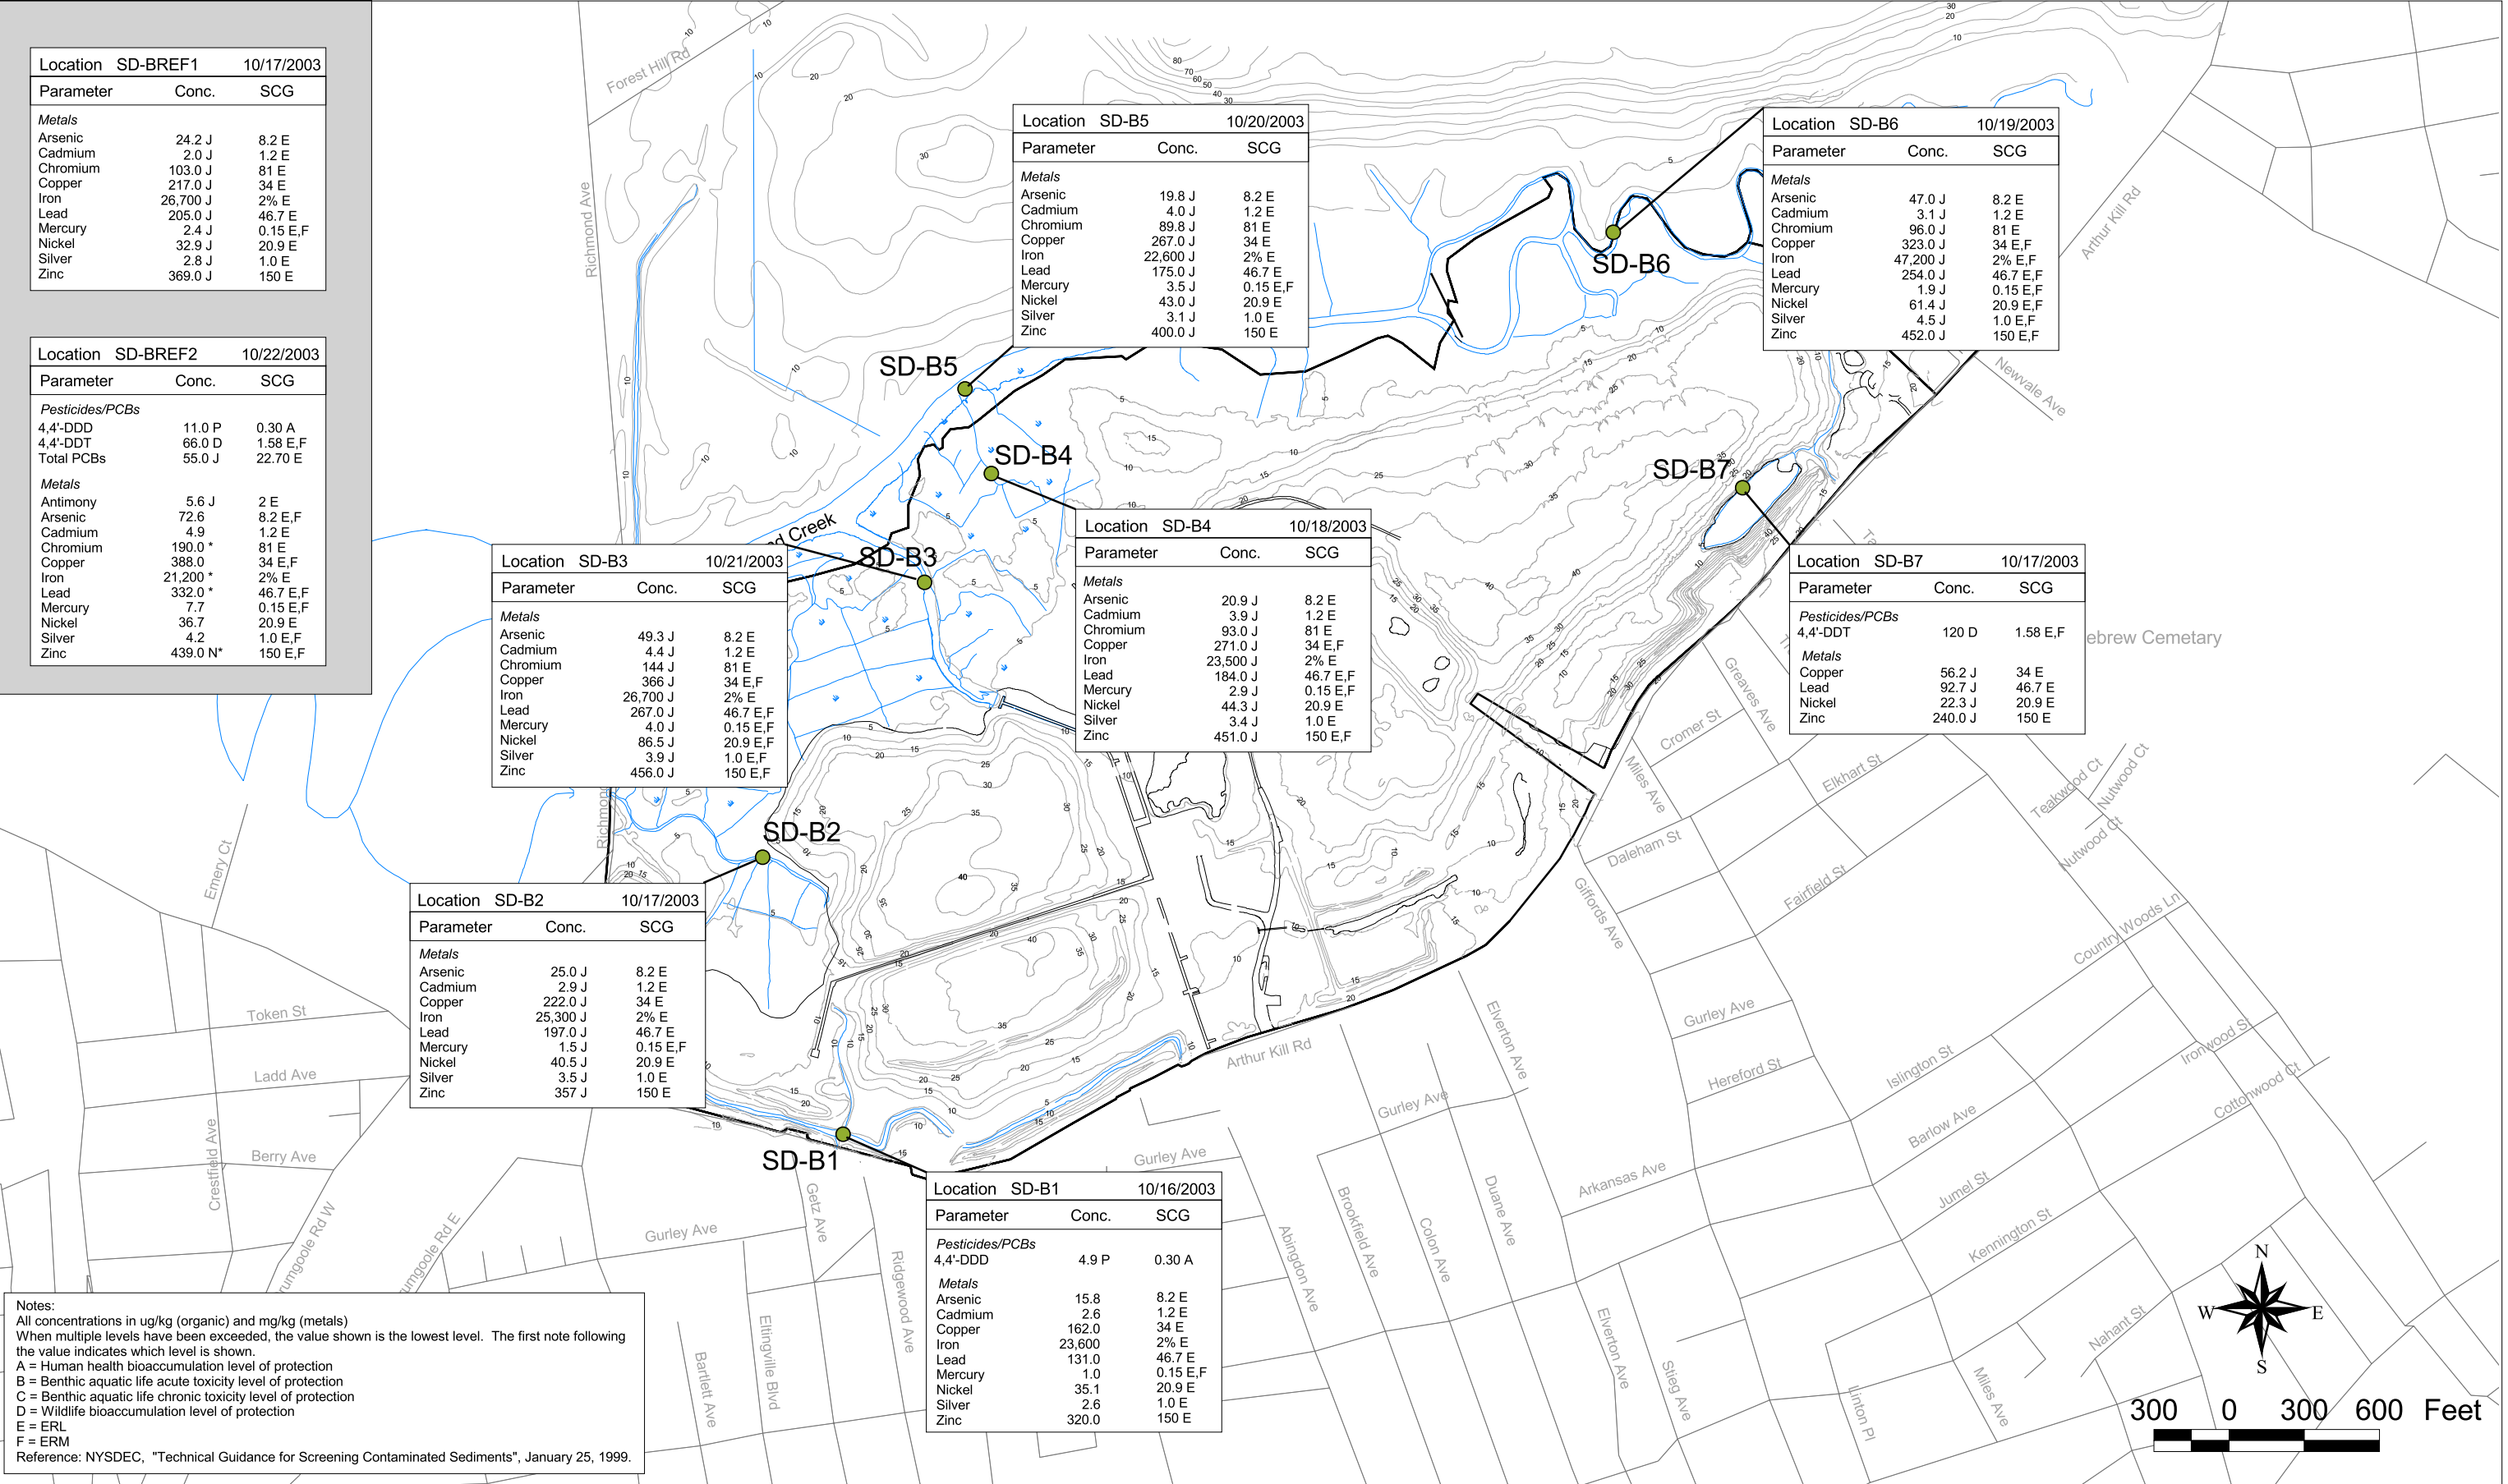 Location SD-BREF1 10/17/2003
Parameter Conc. SCG
Metals
Arsenic 24.2 J 8.2 E
Cadmium 2.0 J 1.2 E
Chromium 103.0 J 81 E
Copper 217.0 J 34 E
Iron 26,700 J 2% E
Lead 205.0 J 46.7 E
Mercury 2.4 J 0.15 E,F
Nickel 32.9 J 20.9 E
Silver 2.8 J 1.0 E
Zinc 369.0 J 150 E
Location SD-BREF2 10/22/2003
Parameter Conc. SCG
Pesticides/PCBs
4,4'-DDD 11.0 P 0.30 A
4,4'-DDT 66.0 D 1.58 E,F
Total PCBs 55.0 J 22.70 E
Metals
Antimony 5.6 J 2 E
Arsenic 72.6 8.2 E,F
Cadmium 4.9 1.2 E
Chromium 190.0 * 81 E
Copper 388.0 34 E,F
Iron 21,200 * 2% E
Lead 332.0 * 46.7 E,F
Mercury 7.7 0.15 E,F
Nickel 36.7 20.9 E
Silver 4.2 1.0 E,F
Zinc 439.0 N* 150 E,F
Location SD-B5 10/20/2003
Parameter Conc. SCG
Metals
Arsenic 19.8 J 8.2 E
Cadmium 4.0 J 1.2 E
Chromium 89.8 J 81 E
Copper 267.0 J 34 E
Iron 22,600 J 2% E
Lead 175.0 J 46.7 E
Mercury 3.5 J 0.15 E,F
Nickel 43.0 J 20.9 E
Silver 3.1 J 1.0 E
Zinc 400.0 J 150 E
Location SD-B6 10/19/2003
Parameter Conc. SCG
Metals
Arsenic 47.0 J 8.2 E
Cadmium 3.1 J 1.2 E
Chromium 96.0 J 81 E
Copper 323.0 J 34 E,F
Iron 47,200 J 2% E,F
Lead 254.0 J 46.7 E,F
Mercury 1.9 J 0.15 E,F
Nickel 61.4 J 20.9 E,F
Silver 4.5 J 1.0 E,F
Zinc 452.0 J 150 E,F
Location SD-B3 10/21/2003
Parameter Conc. SCG
Metals
Arsenic 49.3 J 8.2 E
Cadmium 4.4 J 1.2 E
Chromium 144 J 81 E
Copper 366 J 34 E,F
Iron 26,700 J 2% E
Lead 267.0 J 46.7 E,F
Mercury 4.0 J 0.15 E,F
Nickel 86.5 J 20.9 E,F
Silver 3.9 J 1.0 E,F
Zinc 456.0 J 150 E,F
Location SD-B4 10/18/2003
Parameter Conc. SCG
Metals
Arsenic 20.9 J 8.2 E
Cadmium 3.9 J 1.2 E
Chromium 93.0 J 81 E
Copper 271.0 J 34 E,F
Iron 23,500 J 2% E
Lead 184.0 J 46.7 E,F
Mercury 2.9 J 0.15 E,F
Nickel 44.3 J 20.9 E
Silver 3.4 J 1.0 E
Zinc 451.0 J 150 E,F
Location SD-B7 10/17/2003
Parameter Conc. SCG
Pesticides/PCBs
4,4'-DDT 120 D 1.58 E,F
Metals
Copper 56.2 J 34 E
Lead 92.7 J 46.7 E
Nickel 22.3 J 20.9 E
Zinc 240.0 J 150 E
Location SD-B2 10/17/2003
Parameter Conc. SCG
Metals
Arsenic 25.0 J 8.2 E
Cadmium 2.9 J 1.2 E
Copper 222.0 J 34 E
Iron 25,300 J 2% E
Lead 197.0 J 46.7 E
Mercury 1.5 J 0.15 E,F
Nickel 40.5 J 20.9 E
Silver 3.5 J 1.0 E
Zinc 357 J 150 E
Location SD-B1 10/16/2003
Parameter Conc. SCG
Pesticides/PCBs
4,4'-DDD 4.9 P 0.30 A
Metals
Arsenic 15.8 8.2 E
Cadmium 2.6 1.2 E
Copper 162.0 34 E
Iron 23,600 2% E
Lead 131.0 46.7 E
Mercury 1.0 0.15 E,F
Nickel 35.1 20.9 E
Silver 2.6 1.0 E
Zinc 320.0 150 E
SD-B5
SD-B6
SD-B4
SD-B7
SD-B3
SD-B2
SD-B1
Creek
Forest Hill Rd
Richmond Ave
Arthur Kill Rd
Newvale Ave
ebrew Cemetary
Greaves Ave
Cromer St
Miles Ave
Elkhart St
Teakwood Ct
Nutwood Ct
Nutwood Ct
Daleham St
Fairfield St
Giffords Ave
Country Woods Ln
Emery Ct
Token St
Ladd Ave
Berry Ave
Crestfield Ave
Arthur Kill Rd
Elverton Ave
Gurley Ave
Hereford St
Islington St
Ironwood St
Cottonwood Ct
Barlow Ave
Gurley Ave
Gurley Ave
Arkansas Ave
Jumel St
Kennington St
Nahant St
Getz Ave
Gurley Ave
Ridgewood Ave
Eltingville Blvd
Bartlett Ave
Abingdon Ave
Brookfield Ave
Colon Ave
Duane Ave
Elverton Ave
Stieg Ave
Linton Pl
Miles Ave
rumgoole Rd W
umgoole Rd E
Notes:
All concentrations in ug/kg (organic) and mg/kg (metals)
When multiple levels have been exceeded, the value shown is the lowest level. The first note following
the value indicates which level is shown.
A = Human health bioaccumulation level of protection
B = Benthic aquatic life acute toxicity level of protection
C = Benthic aquatic life chronic toxicity level of protection
D = Wildlife bioaccumulation level of protection
E = ERL
F = ERM
Reference: NYSDEC, "Technical Guidance for Screening Contaminated Sediments", January 25, 1999.
N
W E
S
300 0 300 600 Feet